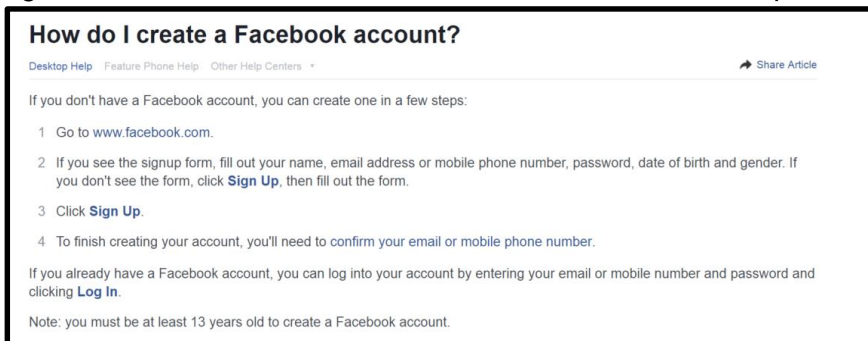 How do I create a Facebook account?
Desktop Help Feature Phone Help Other Help Centers
Share Article
If you don't have a Facebook account, you can create one in a few steps:
1 Go to www.facebook.com.
2 If you see the signup form, fill out your name, email address or mobile phone number, password, date of birth and gender. If
you don't see the form, click Sign Up, then fill out the form.
3 Click Sign Up.
4 To finish creating your account, you'll need to confirm your email or mobile phone number.
If you already have a Facebook account, you can log into your account by entering your email or mobile number and password and
clicking Log In.
Note: you must be at least 13 years old to create a Facebook account.